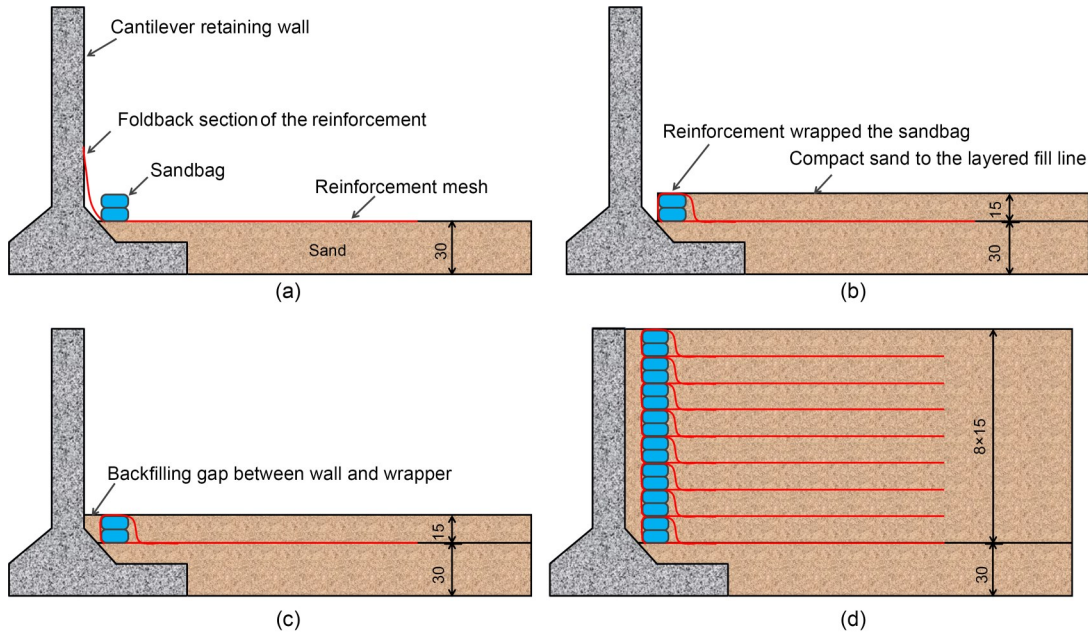 Cantilever retaining wall
Foldback section of the reinforcement
Sandbag
Reinforcement mesh
Sand
30
(a)
Reinforcement wrapped the sandbag
Compact sand to the layered fill line
15
30
(b)
Backfilling gap between wall and wrapper
15
30
(c)
8×15
30
(d)